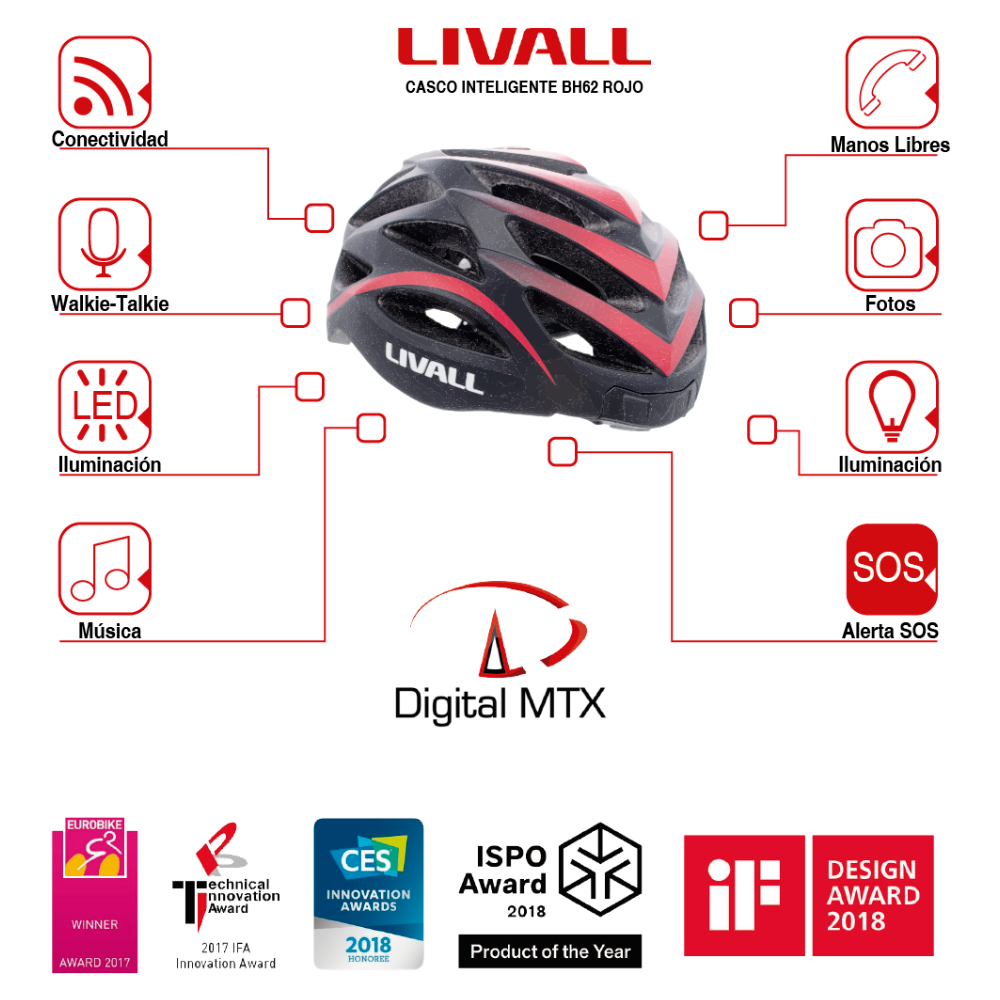 LIVALL
CASCO INTELIGENTE BH62 ROJO
Conectividad
Manos Libres
Walkie-Talkie
Fotos
LIVALL
LED
Iluminación
Iluminación
SOS
Música
Alerta SOS
Digital MTX
EUROBIKE
WINNER
AWARD 2017
Technical
Innovation
Award
2017 IFA
Innovation Award
CES
INNOVATION
AWARDS
2018
HONOREE
ISPO
Award
2018
Product of the Year
iF
DESIGN
AWARD
2018